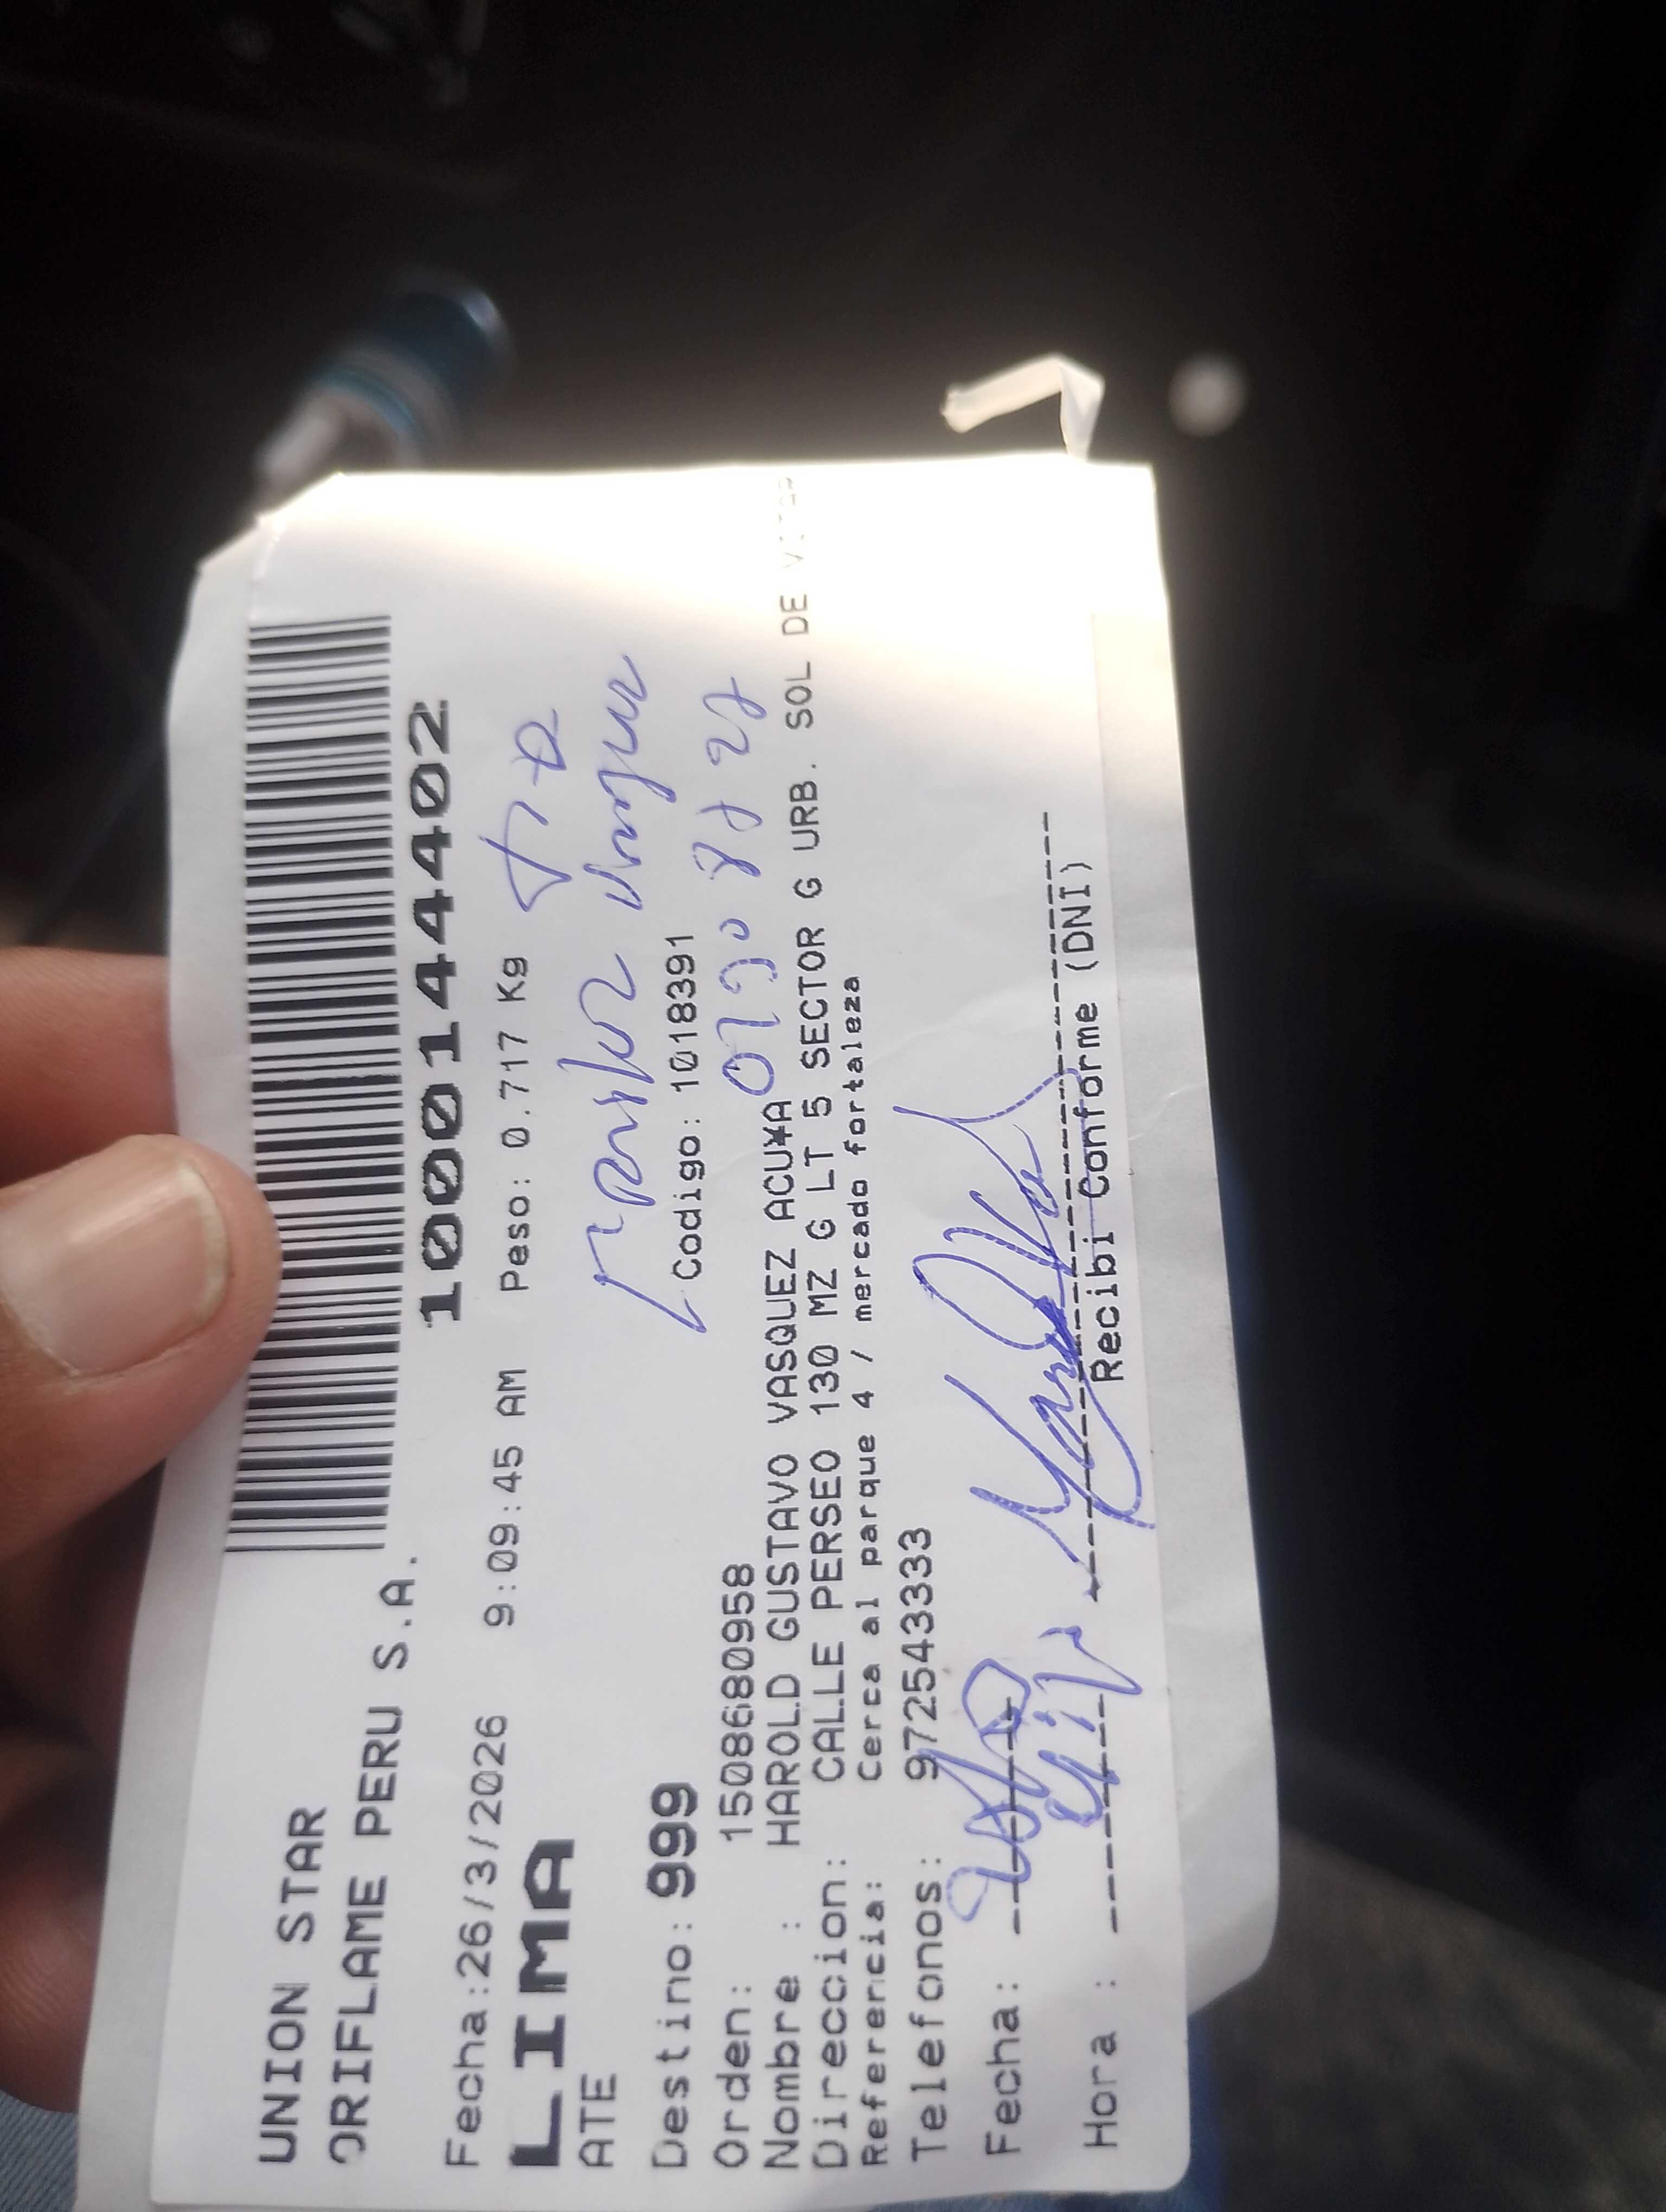 UNION STAR
ORIFLAME PERU S.A.
1000144402
Fecha:26/3/2026 9:09:45 AM Peso: 0.717 Kg
LIMA
ATE
Destino: 999
Codigo: 1018391
Orden: 1508680958
Nombre : HAROLD GUSTAVO VASQUEZ ACU¥A
Direccion: CALLE PERSEO 130 MZ G LT 5 SECTOR G URB. SOL DE
Referencia: Cerca al parque 4 / mercado fortaleza
Telefonos: 972543333
Fecha:
Hora :
Recibi Conforme (DNI)